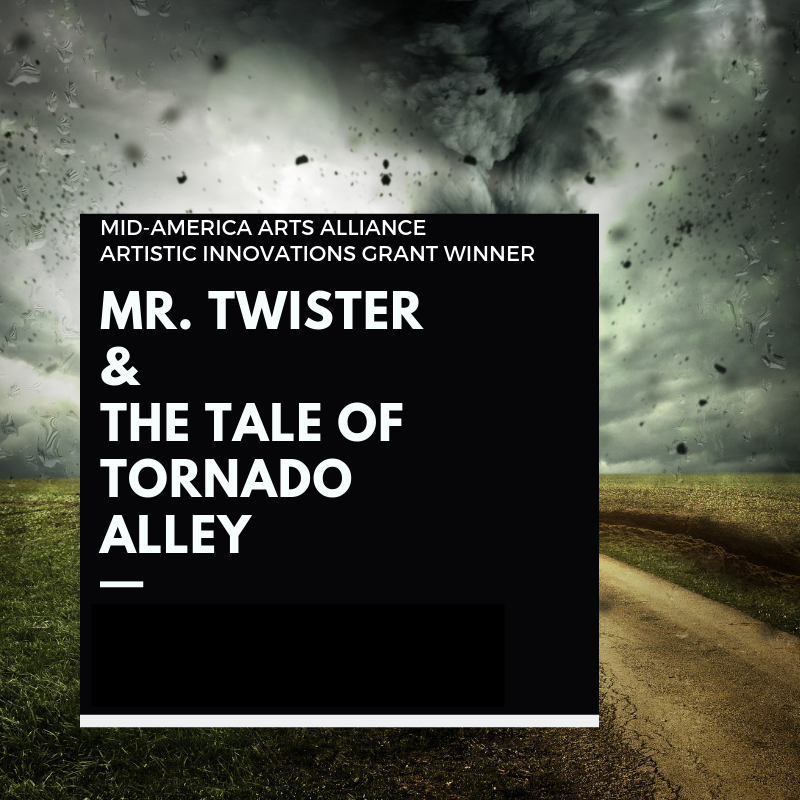 MID-AMERICA ARTS ALLIANCE
ARTISTIC INNOVATIONS GRANT WINNER
MR. TWISTER
&
THE TALE OF
TORNADO
ALLEY